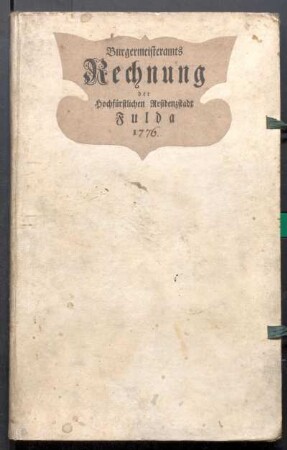 Burgermeisteramts
Rechnung
der
Hochfürstlichen Residenzstadt
Fulda
1776.